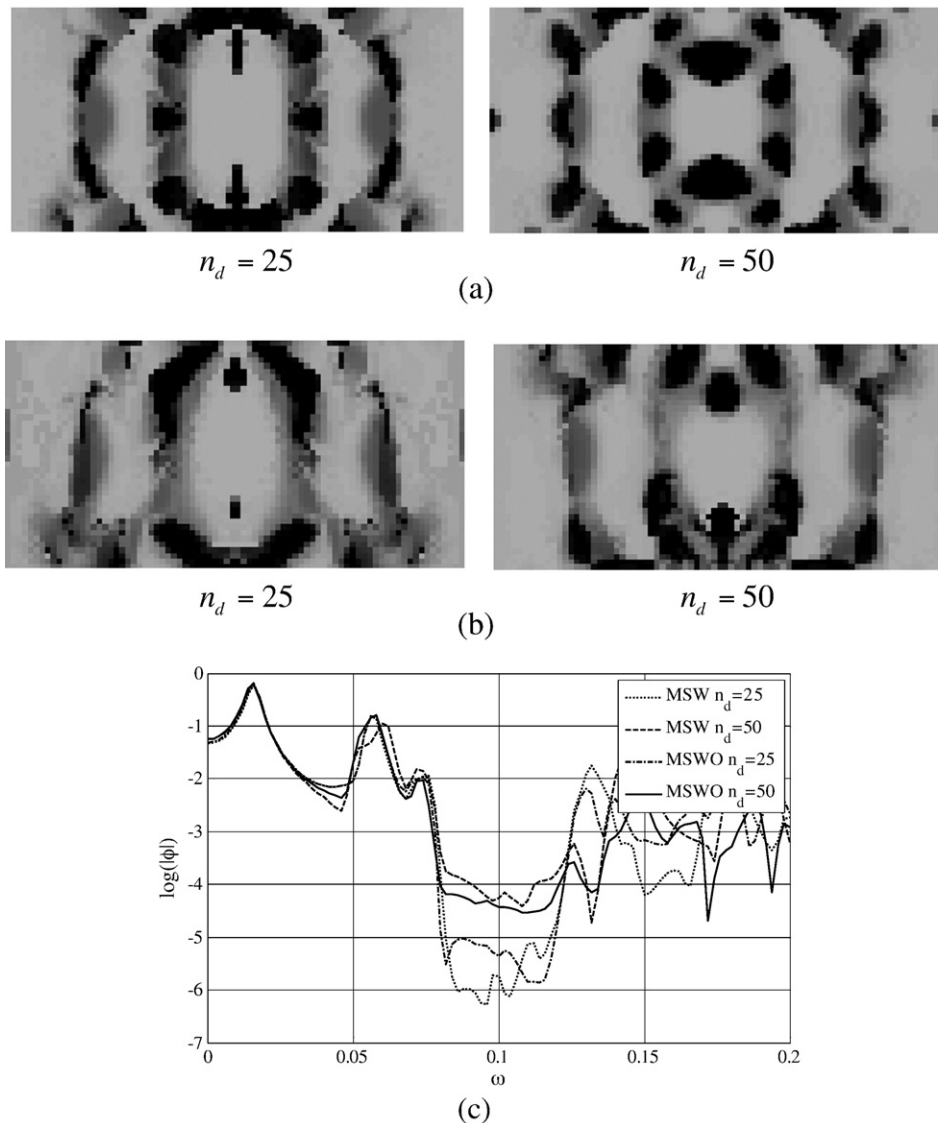 n_d = 25
n_d = 50
(a)
n_d = 25
n_d = 50
(b)
0
-1
-2
-3
-4
-5
-6
-7
log(|ϕ|)
MSW n_d=25
MSW n_d=50
MSWO n_d=25
MSWO n_d=50
0
0.05
0.1
0.15
0.2
ω
(c)